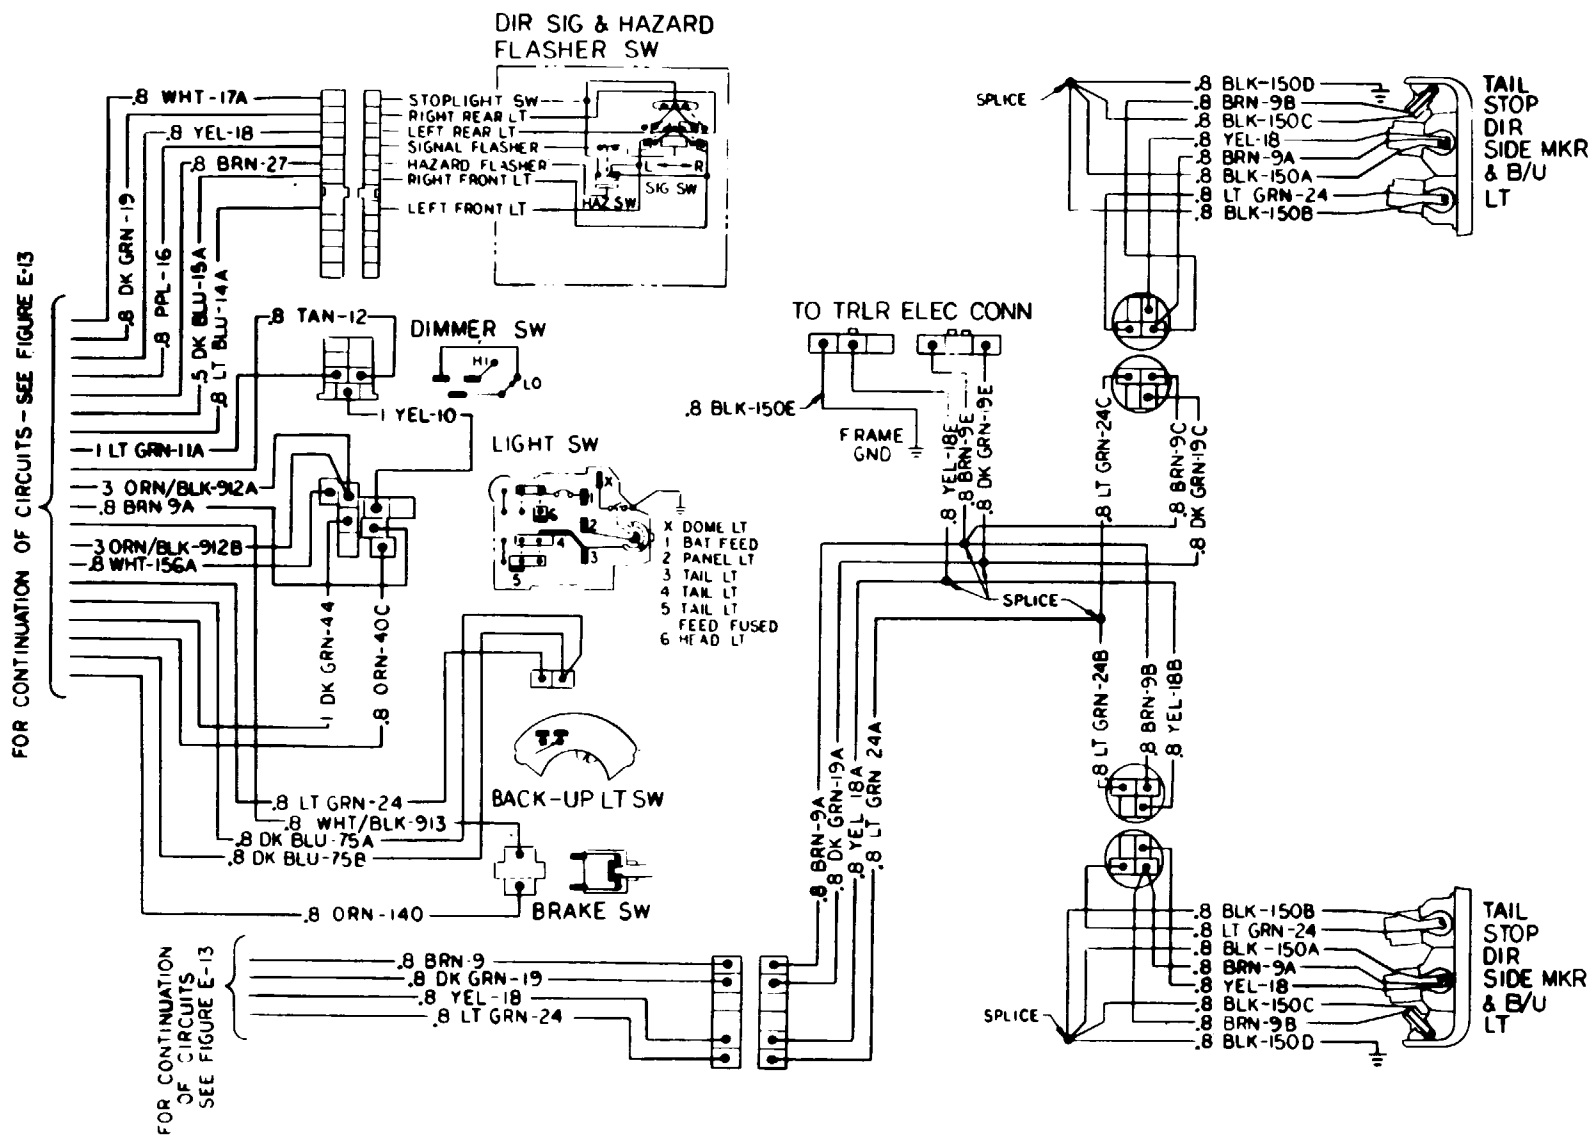 DIR SIG & HAZARD
FLASHER SW
.8 WHT-17A
.8 YEL-18
.8 BRN-27
.8 DK GRN-19
.8 PPL-16
.5 DK BLU-15A
.8 LT BLU-14A
STOPLIGHT SW
RIGHT REAR LT
LEFT REAR LT
SIGNAL FLASHER
HAZARD FLASHER
RIGHT FRONT LT
LEFT FRONT LT
L
R
SIG SW
HAZ SW
FOR CONTINUATION OF CIRCUITS-SEE FIGURE E-13
.8 TAN-12
DIMMER SW
HI
LO
1 YEL-10
1 LT GRN-11A
3 ORN/BLK-912A
.8 BRN 9A
3 ORN/BLK-912B
.8 WHT-156A
1 DK GRN-44
.8 ORN-40C
LIGHT SW
X
1
6
2
4
3
5
X DOME LT
1 BAT FEED
2 PANEL LT
3 TAIL LT
4 TAIL LT
5 TAIL LT
FEED FUSED
6 HEAD LT
BACK-UP LT SW
.8 LT GRN-24
.8 WHT/BLK-913
.8 DK BLU-75A
.8 DK BLU-75B
.8 ORN-140
BRAKE SW
FOR CONTINUATION
OF CIRCUITS
SEE FIGURE E-13
.8 BRN-9
.8 DK GRN-19
.8 YEL-18
.8 LT GRN-24
TO TRLR ELEC CONN
.8 BLK-150E
FRAME
GND
.8 YEL-18E
.8 BRN-9E
.8 DK GRN-19E
.8 LT GRN-24C
.8 BRN-9C
.8 DK GRN-19C
SPLICE
.8 BRN-9A
.8 DK GRN-19A
.8 YEL 18A
.8 LT GRN 24A
.8 LT GRN-24B
.8 BRN-9B
.8 YEL-18B
SPLICE
.8 BLK-150D
.8 BRN-9B
.8 BLK-150C
.8 YEL-18
.8 BRN-9A
.8 BLK-150A
.8 LT GRN-24
.8 BLK-150B
TAIL
STOP
DIR
SIDE MKR
& B/U
LT
SPLICE
.8 BLK-150B
.8 LT GRN-24
.8 BLK-150A
.8 BRN-9A
.8 YEL-18
.8 BLK-150C
.8 BRN-9B
.8 BLK-150D
TAIL
STOP
DIR
SIDE MKR
& B/U
LT